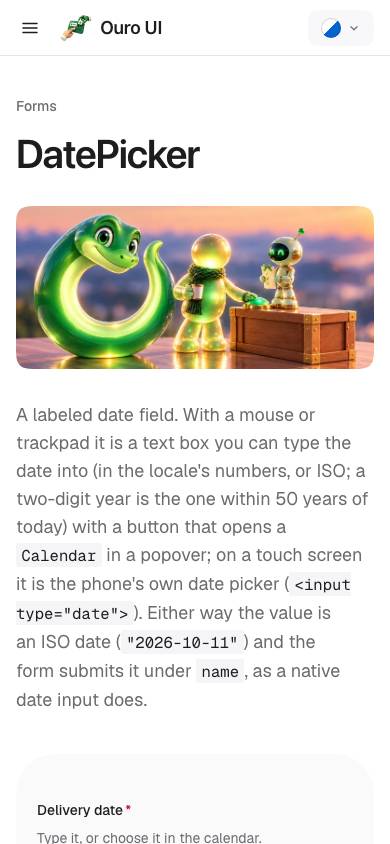 Ouro UI
Forms
DatePicker
A labeled date field. With a mouse or
trackpad it is a text box you can type the
date into (in the locale's numbers, or ISO; a
two-digit year is the one within 50 years of
today) with a button that opens a
Calendar in a popover; on a touch screen
it is the phone's own date picker (<input
type="date">). Either way the value is
an ISO date ("2026-10-11") and the
form submits it under name, as a native
date input does.
Delivery date*
Type it, or choose it in the calendar.